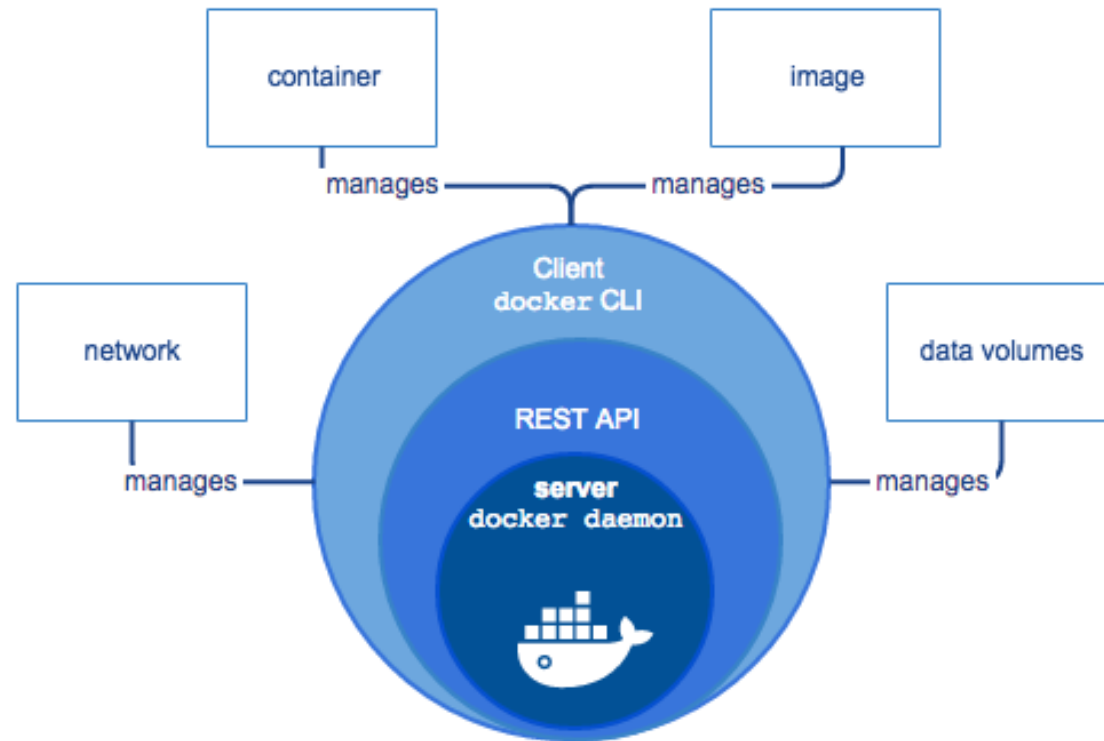 container
image
manages
manages
Client
docker CLI
network
data volumes
REST API
manages
manages
server
docker daemon